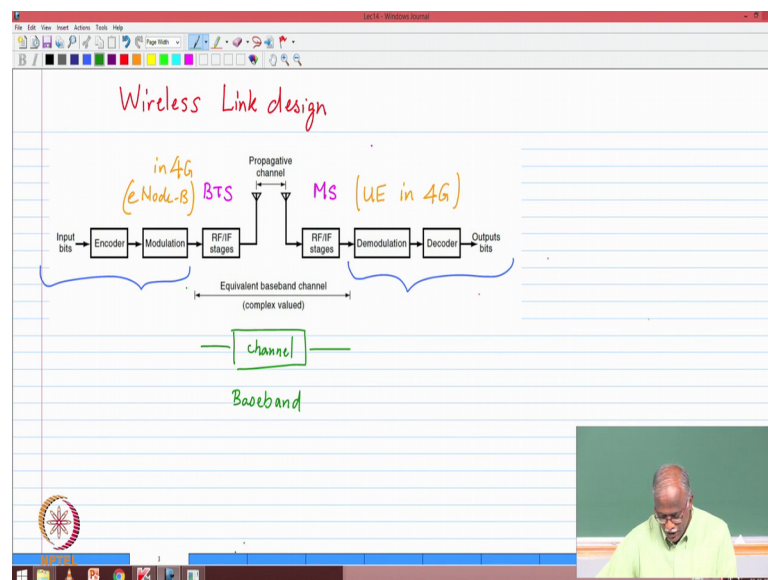 Lec14 - Windows Journal
File Edit View Insert Actions Tools Help
Page Width
B I
Wireless Link design
in 4G
(eNode-B) BTS
Propagative
channel
MS (UE in 4G)
Input
bits
Encoder
Modulation
RF/IF
stages
RF/IF
stages
Demodulation
Decoder
Outputs
bits
Equivalent baseband channel
(complex valued)
channel
Baseband
NPTEL